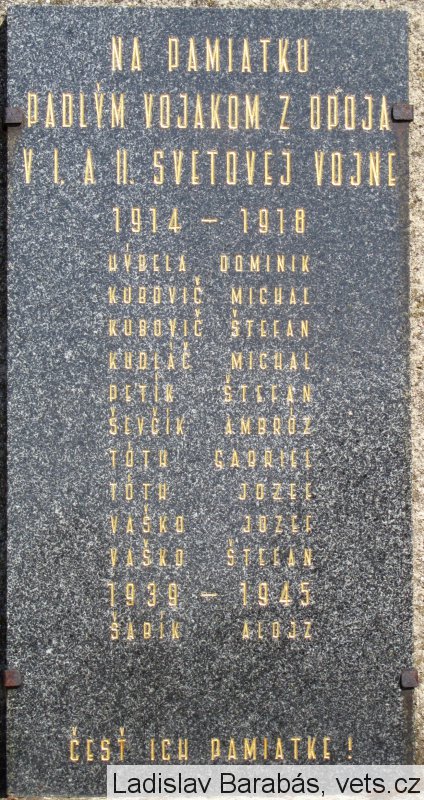 NA PAMIATKU
PADLÝM VOJAKOM Z OPOJA
V I. A II. SVETOVEJ VOJNE
1914 – 1918
HÝBELA DOMINIK
KUBOVIČ MICHAL
KUBOVIČ ŠTEFAN
KUDLÁČ MICHAL
PETÍK ŠTEFAN
ŠEVČÍK AMBRÓZ
TÓTH GABRIEL
TÓTH JOZEF
VAŠKO JOZEF
VAŠKO ŠTEFAN
1939 – 1945
ŠARÍK ALOJZ
ČESŤ ICH PAMIATKE!
Ladislav Barabás, vets.cz